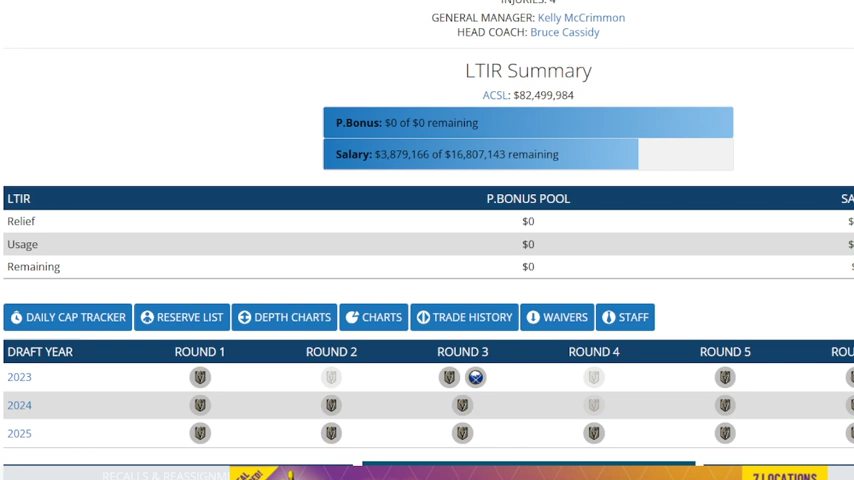 INJURIES: 4
GENERAL MANAGER: Kelly McCrimmon
HEAD COACH: Bruce Cassidy
LTIR Summary
ACSL: $82,499,984
P.Bonus: $0 of $0 remaining
Salary: $3,879,166 of $16,807,143 remaining
LTIR P.BONUS POOL SA
Relief $0 $
Usage $0 $
Remaining $0 $
DAILY CAP TRACKER RESERVE LIST DEPTH CHARTS CHARTS TRADE HISTORY WAIVERS STAFF
DRAFT YEAR ROUND 1 ROUND 2 ROUND 3 ROUND 4 ROUND 5 ROU
2023
2024
2025
RECALLS & REASSIGNM
7 LOCATIONS